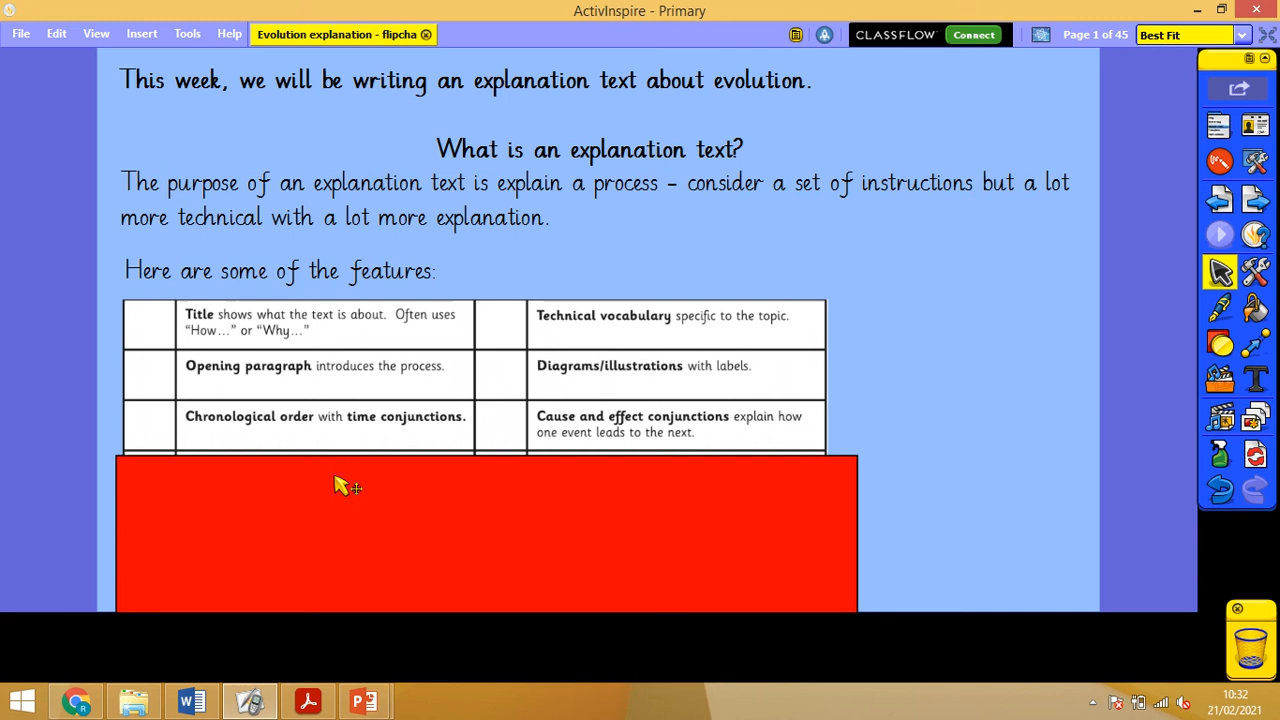 ActivInspire - Primary
File Edit View Insert Tools Help Evolution explanation - flipcha CLASSFLOW Connect Page 1 of 45 Best Fit
This week, we will be writing an explanation text about evolution.
What is an explanation text?
The purpose of an explanation text is explain a process – consider a set of instructions but a lot
more technical with a lot more explanation.
Here are some of the features:
Title shows what the text is about. Often uses
“How…” or “Why…”
Technical vocabulary specific to the topic.
Opening paragraph introduces the process.
Diagrams/illustrations with labels.
Chronological order with time conjunctions.
Cause and effect conjunctions explain how
one event leads to the next.
10:32
21/02/2021